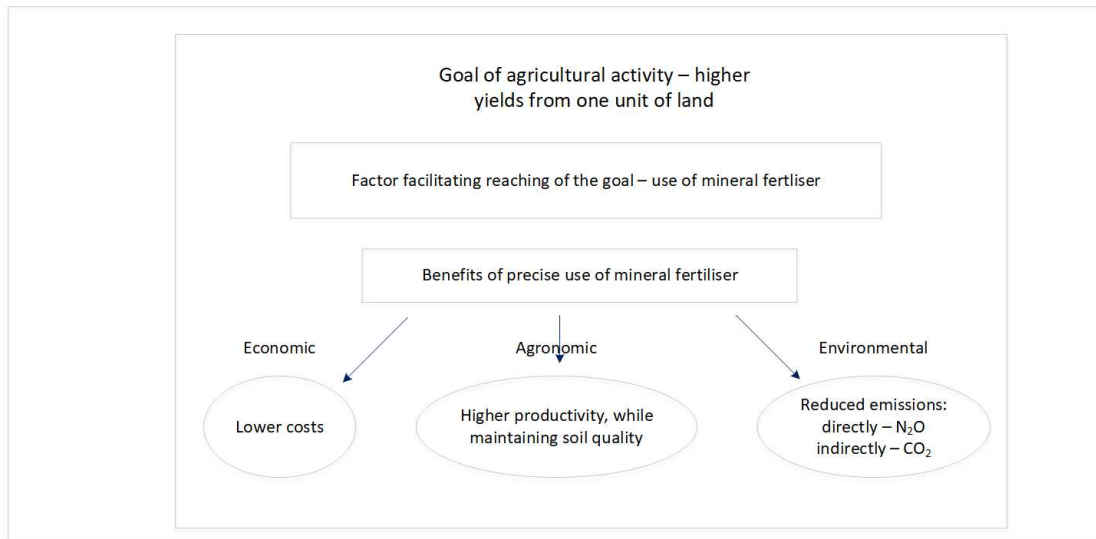 Goal of agricultural activity – higher
yields from one unit of land
Factor facilitating reaching of the goal – use of mineral fertliser
Benefits of precise use of mineral fertiliser
Economic
Agronomic
Environmental
Lower costs
Higher productivity, while
maintaining soil quality
Reduced emissions:
directly – N₂O
indirectly – CO₂